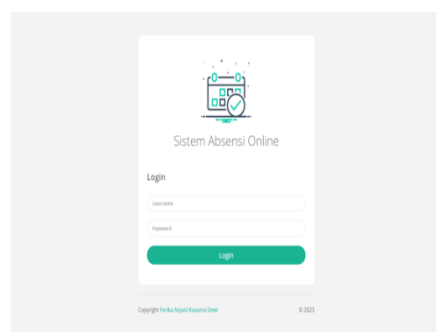 Sistem Absensi Online
Login
Username
Password
Login
Copyright Ferika Anjani Kusuma Dewi © 2023